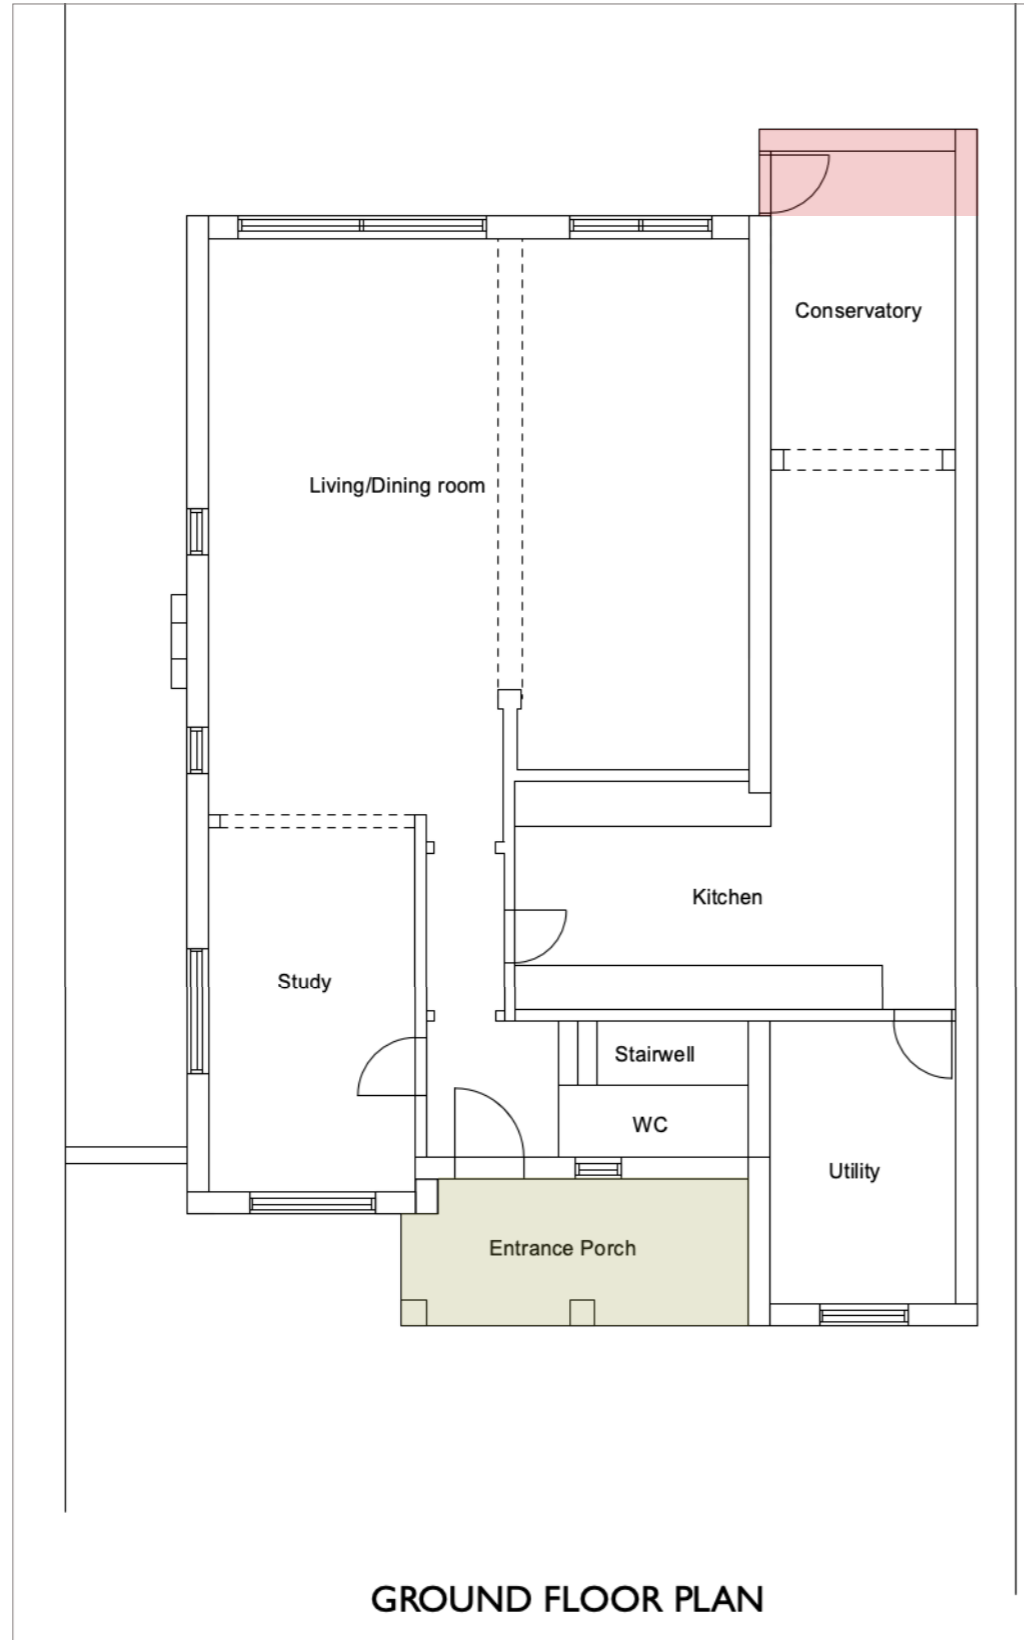 Conservatory
Living/Dining room
Kitchen
Study
Stairwell
WC
Utility
Entrance Porch
GROUND FLOOR PLAN